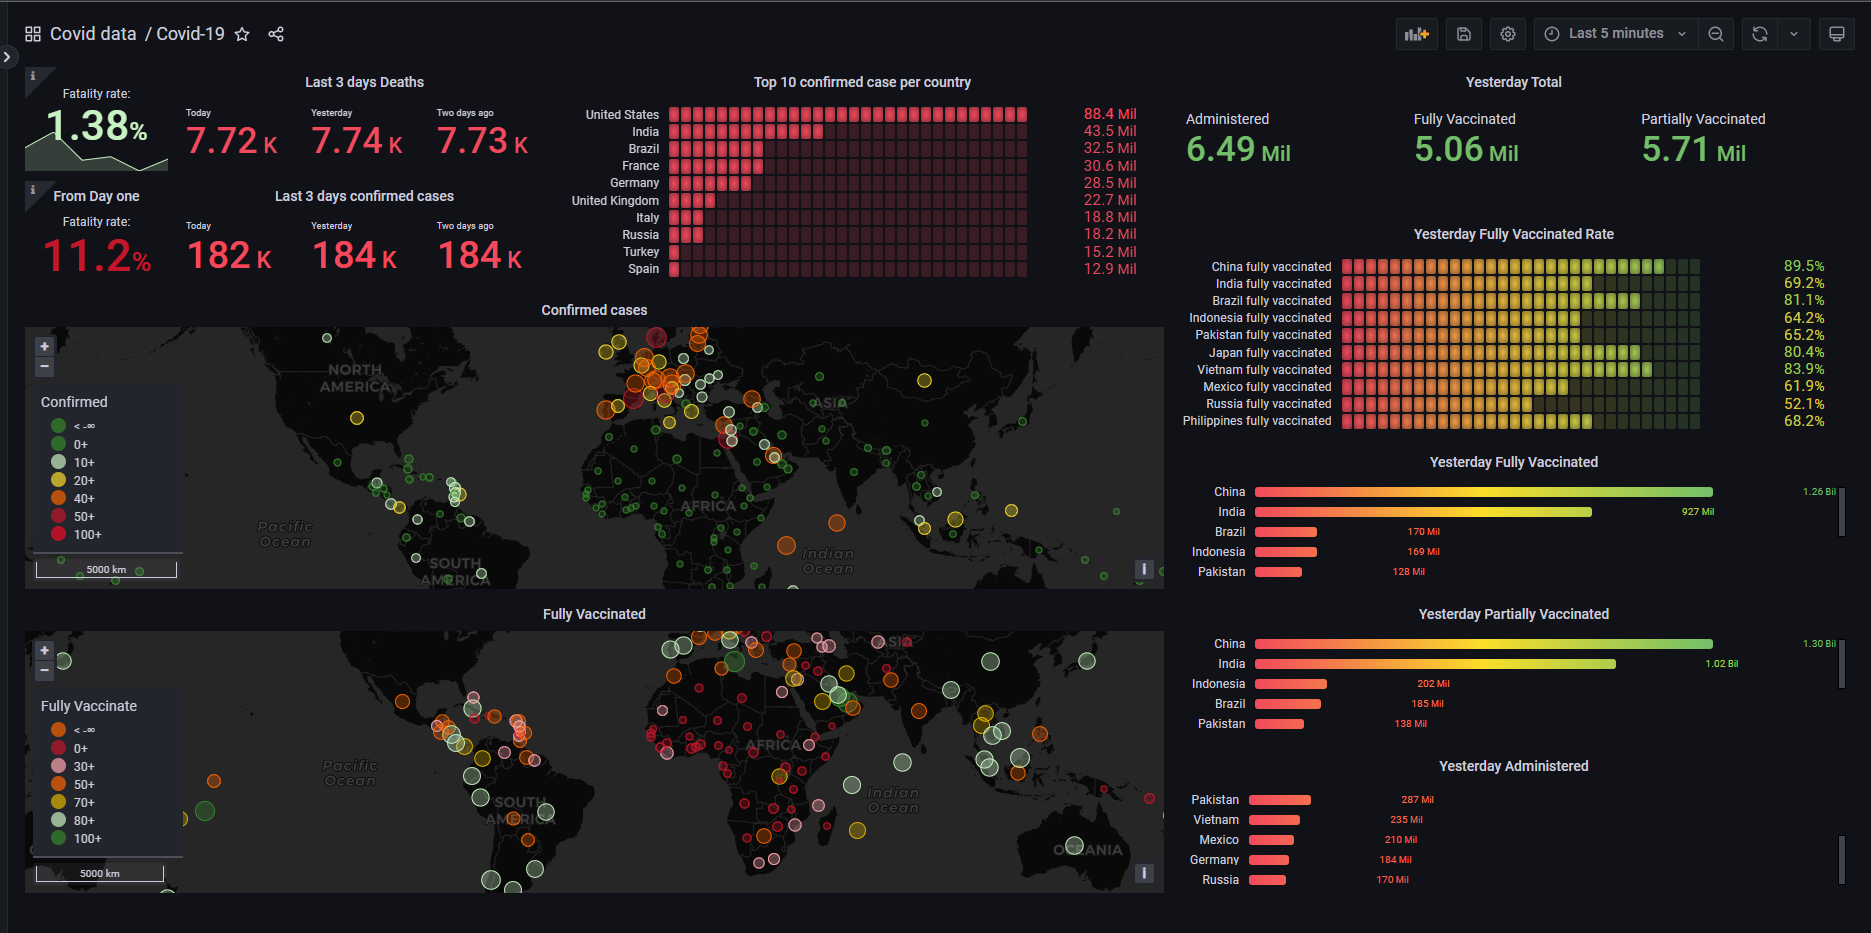 Covid data / Covid-19
Last 5 minutes
Fatality rate:
1.38%
Last 3 days Deaths
Today
7.72 K
Yesterday
7.74 K
Two days ago
7.73 K
From Day one
Fatality rate:
11.2%
Last 3 days confirmed cases
Today
182 K
Yesterday
184 K
Two days ago
184 K
Top 10 confirmed case per country
United States 88.4 Mil
India 43.5 Mil
Brazil 32.5 Mil
France 30.6 Mil
Germany 28.5 Mil
United Kingdom 22.7 Mil
Italy 18.8 Mil
Russia 18.2 Mil
Turkey 15.2 Mil
Spain 12.9 Mil
Yesterday Total
Administered
6.49 Mil
Fully Vaccinated
5.06 Mil
Partially Vaccinated
5.71 Mil
Yesterday Fully Vaccinated Rate
China fully vaccinated 89.5%
India fully vaccinated 69.2%
Brazil fully vaccinated 81.1%
Indonesia fully vaccinated 64.2%
Pakistan fully vaccinated 65.2%
Japan fully vaccinated 80.4%
Vietnam fully vaccinated 83.9%
Mexico fully vaccinated 61.9%
Russia fully vaccinated 52.1%
Philippines fully vaccinated 68.2%
Confirmed cases
+
−
Confirmed
< -∞
0+
10+
20+
40+
50+
100+
5000 km
NORTH
AMERICA
ASIA
AFRICA
Pacific
Ocean
Indian
Ocean
SOUTH
AMERICA
i
Yesterday Fully Vaccinated
China 1.26 Bil
India 927 Mil
Brazil 170 Mil
Indonesia 169 Mil
Pakistan 128 Mil
Fully Vaccinated
+
−
Fully Vaccinate
< -∞
0+
30+
50+
70+
80+
100+
5000 km
ASIA
AFRICA
Pacific
Ocean
Indian
Ocean
SOUTH
AMERICA
OCEANIA
i
Yesterday Partially Vaccinated
China 1.30 Bil
India 1.02 Bil
Indonesia 202 Mil
Brazil 185 Mil
Pakistan 138 Mil
Yesterday Administered
Pakistan 287 Mil
Vietnam 235 Mil
Mexico 210 Mil
Germany 184 Mil
Russia 170 Mil